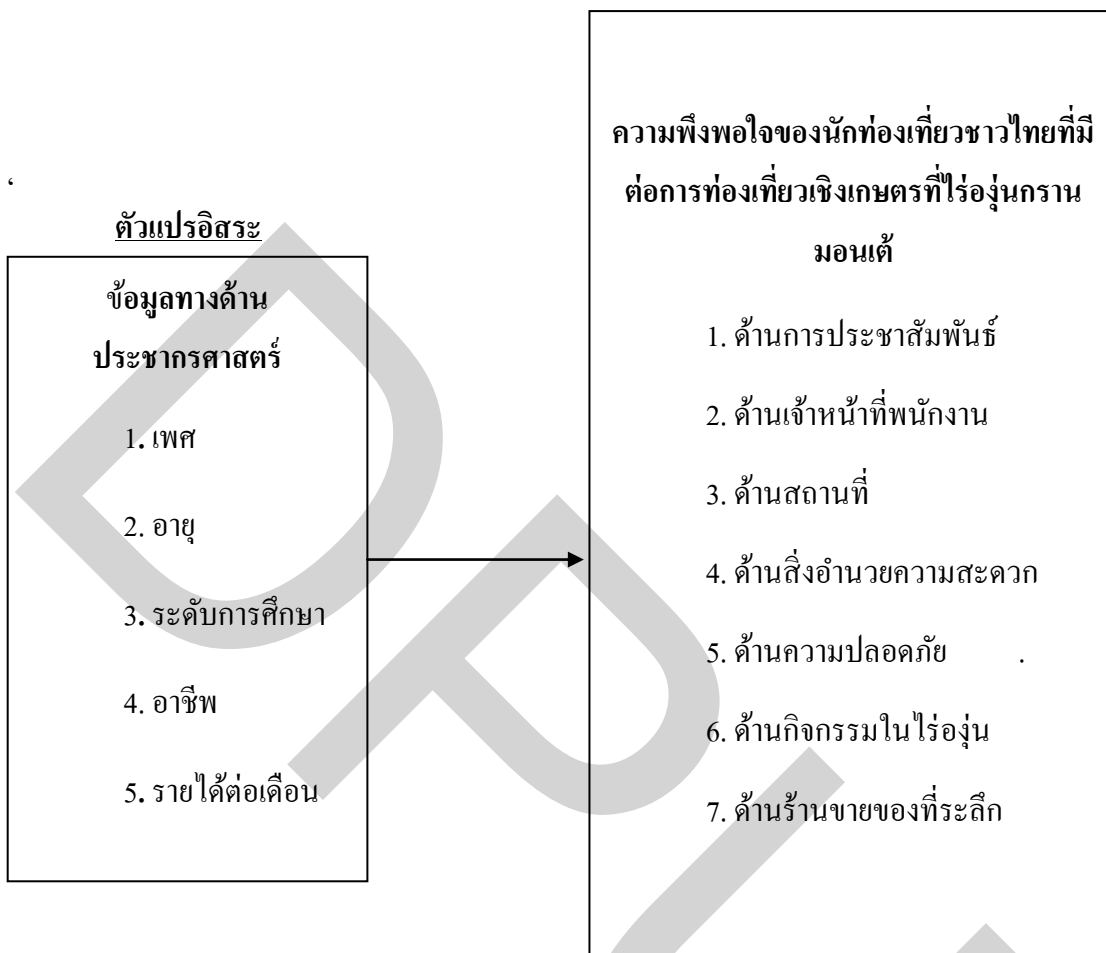 ‘
ตัวแปรอิสระ
ข้อมูลทางด้าน
ประชากรศาสตร์
1. เพศ
2. อายุ
3. ระดับการศึกษา
4. อาชีพ
5. รายได้ต่อเดือน
ความพึงพอใจของนักท่องเที่ยวชาวไทยที่มี
ต่อการท่องเที่ยวเชิงเกษตรที่ไร่องุ่นกราน
มอนเต้
1. ด้านการประชาสัมพันธ์
2. ด้านเจ้าหน้าที่พนักงาน
3. ด้านสถานที่
4. ด้านสิ่งอำนวยความสะดวก
5. ด้านความปลอดภัย .
6. ด้านกิจกรรมในไร่องุ่น
7. ด้านร้านขายของที่ระลึก